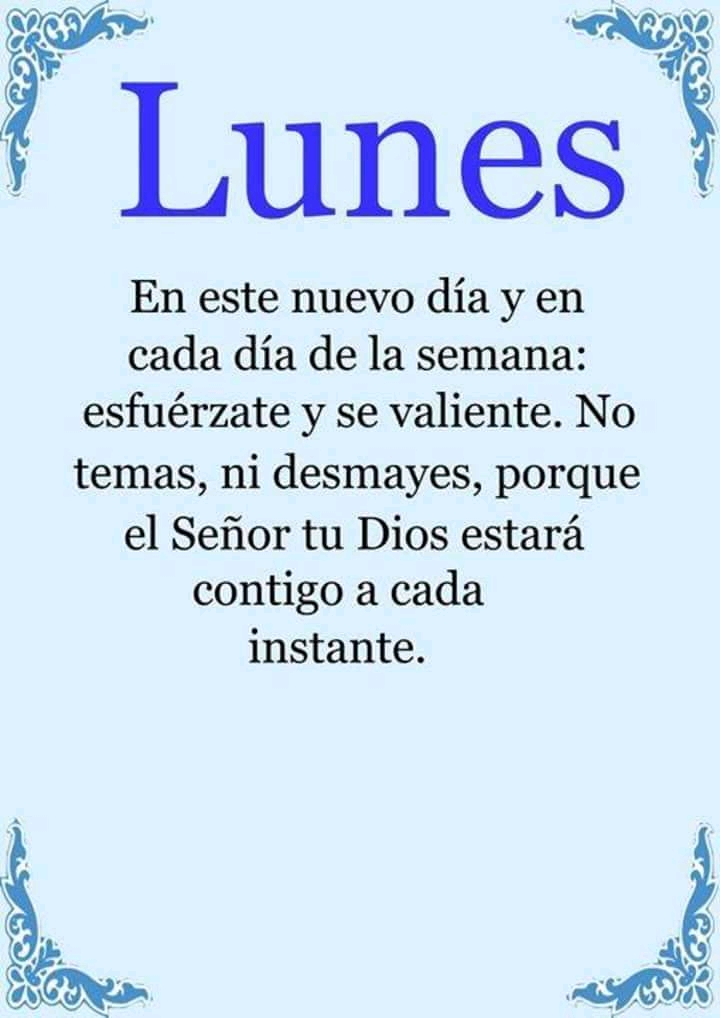 Lunes
En este nuevo día y en
cada día de la semana:
esfuérzate y se valiente. No
temas, ni desmayes, porque
el Señor tu Dios estará
contigo a cada
instante.